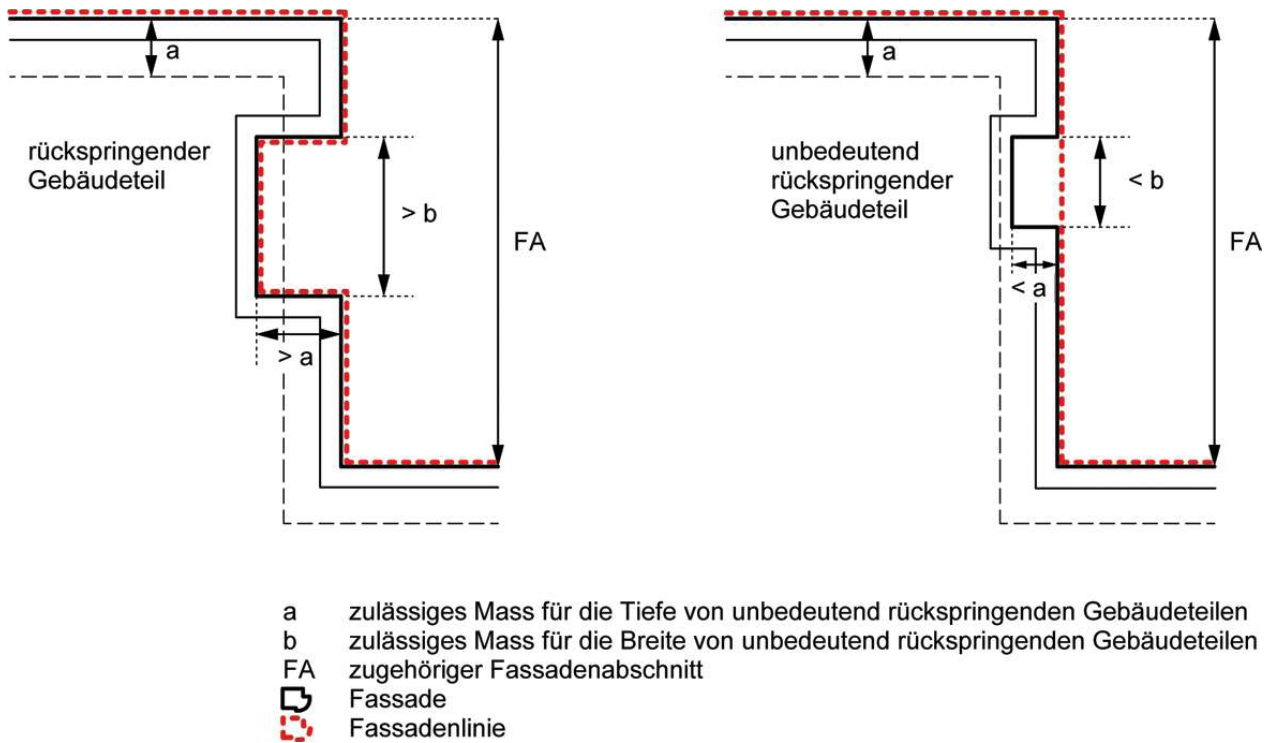 a
rückspringender
Gebäudeteil
> b
FA
> a
a
unbedeutend
rückspringender
Gebäudeteil
< b
FA
< a
a zulässiges Mass für die Tiefe von unbedeutend rückspringenden Gebäudeteilen
b zulässiges Mass für die Breite von unbedeutend rückspringenden Gebäudeteilen
FA zugehöriger Fassadenabschnitt
Fassade
Fassadenlinie